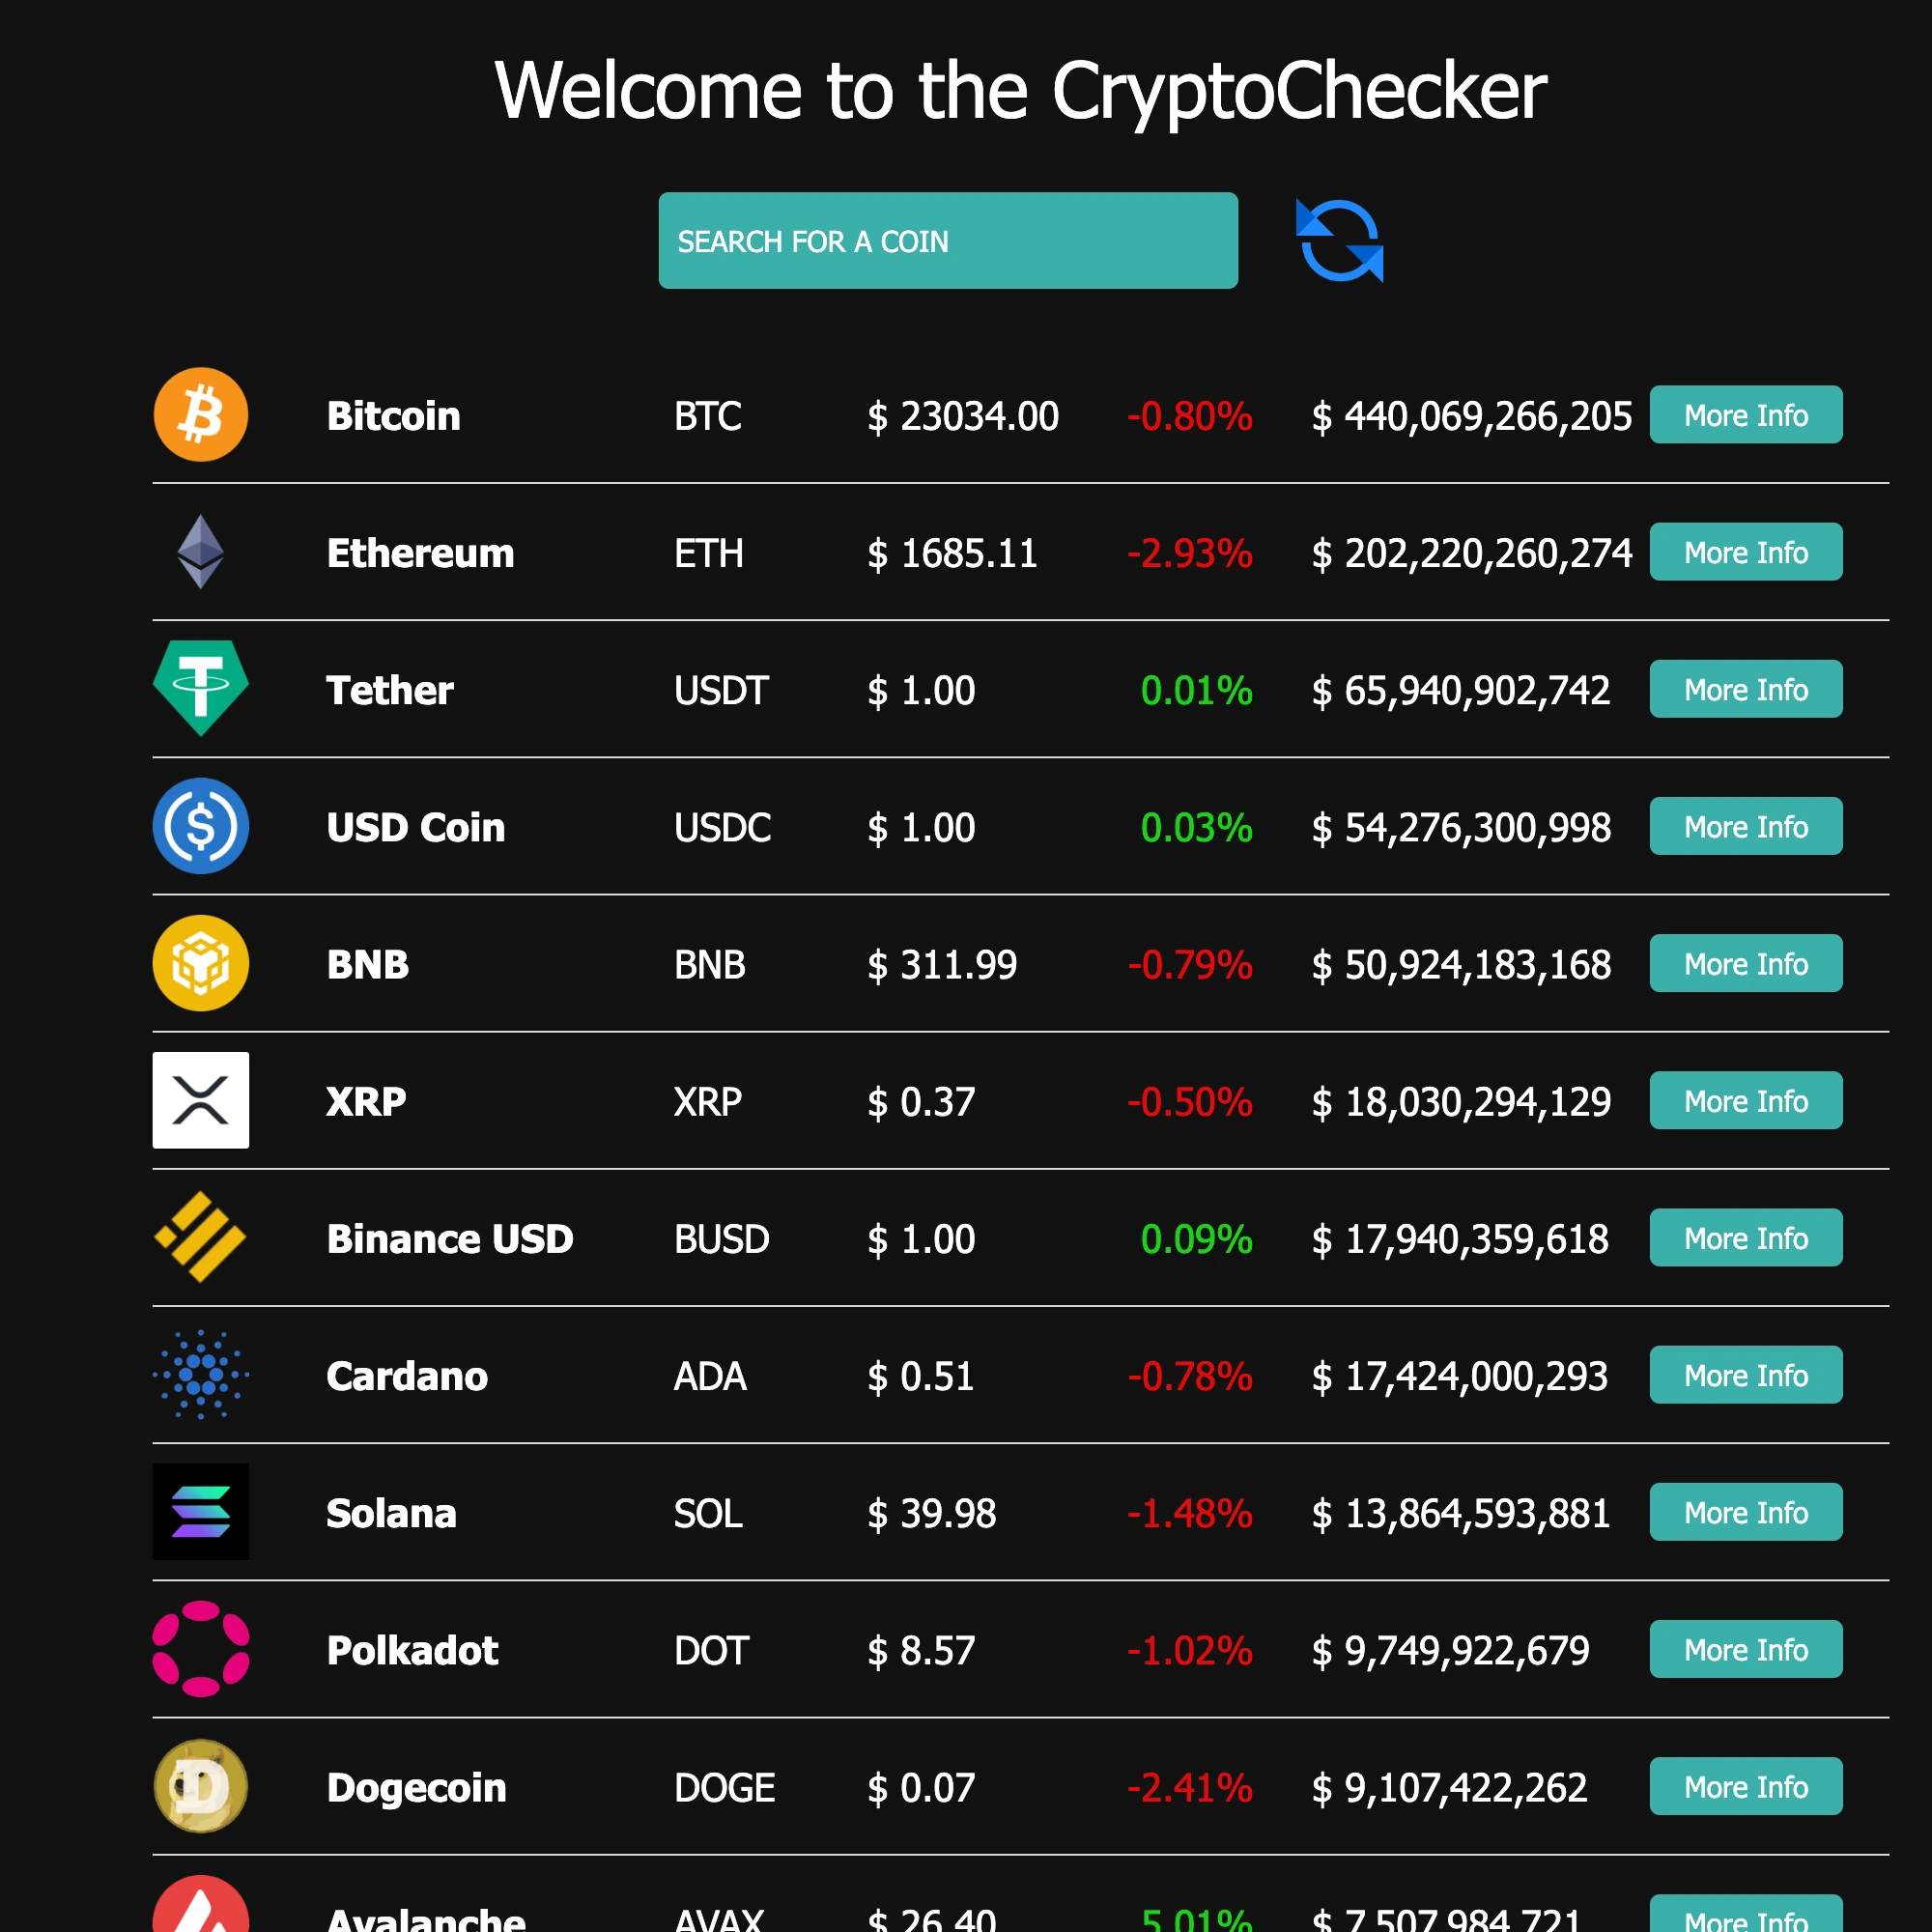 Welcome to the CryptoChecker
SEARCH FOR A COIN
Bitcoin BTC $ 23034.00 -0.80% $ 440,069,266,205 More Info
Ethereum ETH $ 1685.11 -2.93% $ 202,220,260,274 More Info
Tether USDT $ 1.00 0.01% $ 65,940,902,742 More Info
USD Coin USDC $ 1.00 0.03% $ 54,276,300,998 More Info
BNB BNB $ 311.99 -0.79% $ 50,924,183,168 More Info
XRP XRP $ 0.37 -0.50% $ 18,030,294,129 More Info
Binance USD BUSD $ 1.00 0.09% $ 17,940,359,618 More Info
Cardano ADA $ 0.51 -0.78% $ 17,424,000,293 More Info
Solana SOL $ 39.98 -1.48% $ 13,864,593,881 More Info
Polkadot DOT $ 8.57 -1.02% $ 9,749,922,679 More Info
Dogecoin DOGE $ 0.07 -2.41% $ 9,107,422,262 More Info
Avalanche AVAX $ 26.40 5.01% $ 7,507,984,721 More Info